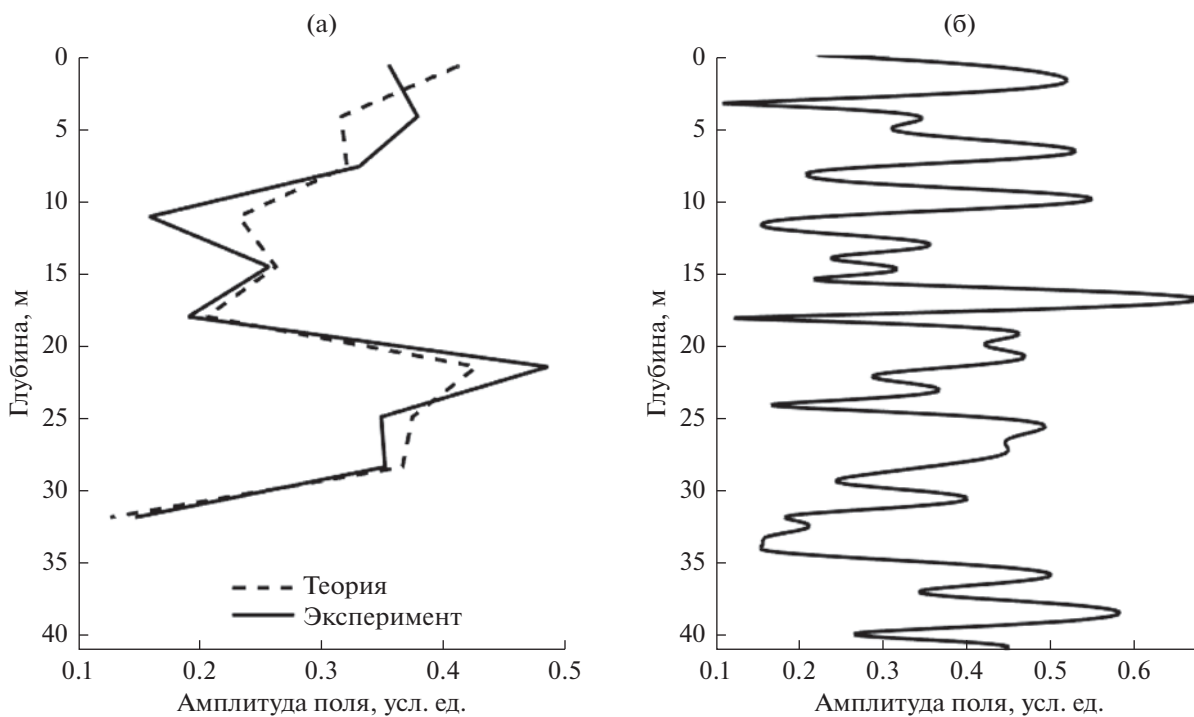 (а)
0
5
10
15
20
25
30
35
40
Глубина, м
0.1 0.2 0.3 0.4 0.5
Амплитуда поля, усл. ед.
Теория
Эксперимент
(б)
0
5
10
15
20
25
30
35
40
Глубина, м
0.1 0.2 0.3 0.4 0.5 0.6
Амплитуда поля, усл. ед.